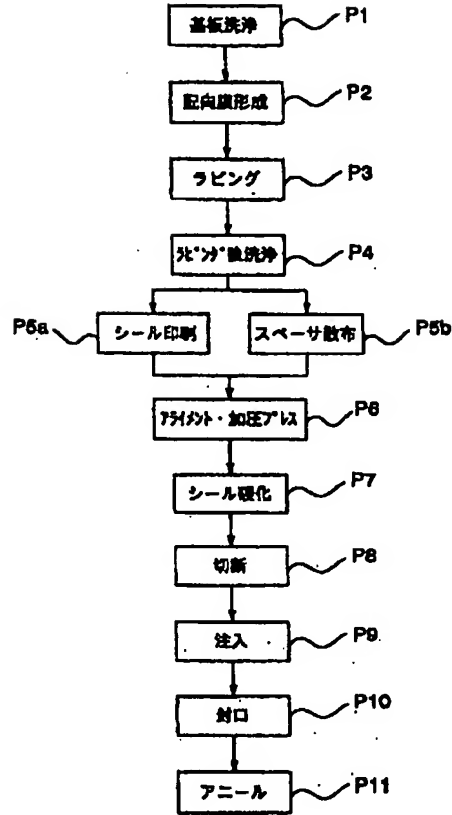 基板洗浄 P1
配向膜形成 P2
ラビング P3
ラビング後洗浄 P4
P5a シール印刷 スペーサ散布 P5b
アライメント・加圧プレス P6
シール硬化 P7
切断 P8
注入 P9
封口 P10
アニール P11